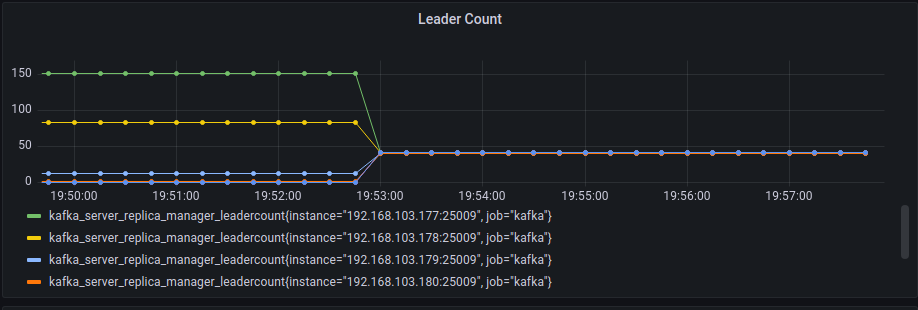 Leader Count
150
100
50
0
19:50:00 19:51:00 19:52:00 19:53:00 19:54:00 19:55:00 19:56:00 19:57:00
kafka_server_replica_manager_leadercount{instance="192.168.103.177:25009", job="kafka"}
kafka_server_replica_manager_leadercount{instance="192.168.103.178:25009", job="kafka"}
kafka_server_replica_manager_leadercount{instance="192.168.103.179:25009", job="kafka"}
kafka_server_replica_manager_leadercount{instance="192.168.103.180:25009", job="kafka"}